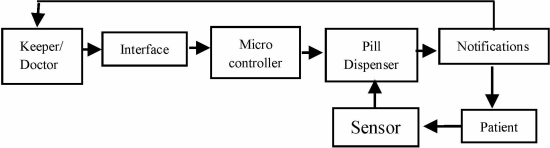 Keeper/
Doctor
Interface
Micro
controller
Pill
Dispenser
Notifications
Sensor
Patient